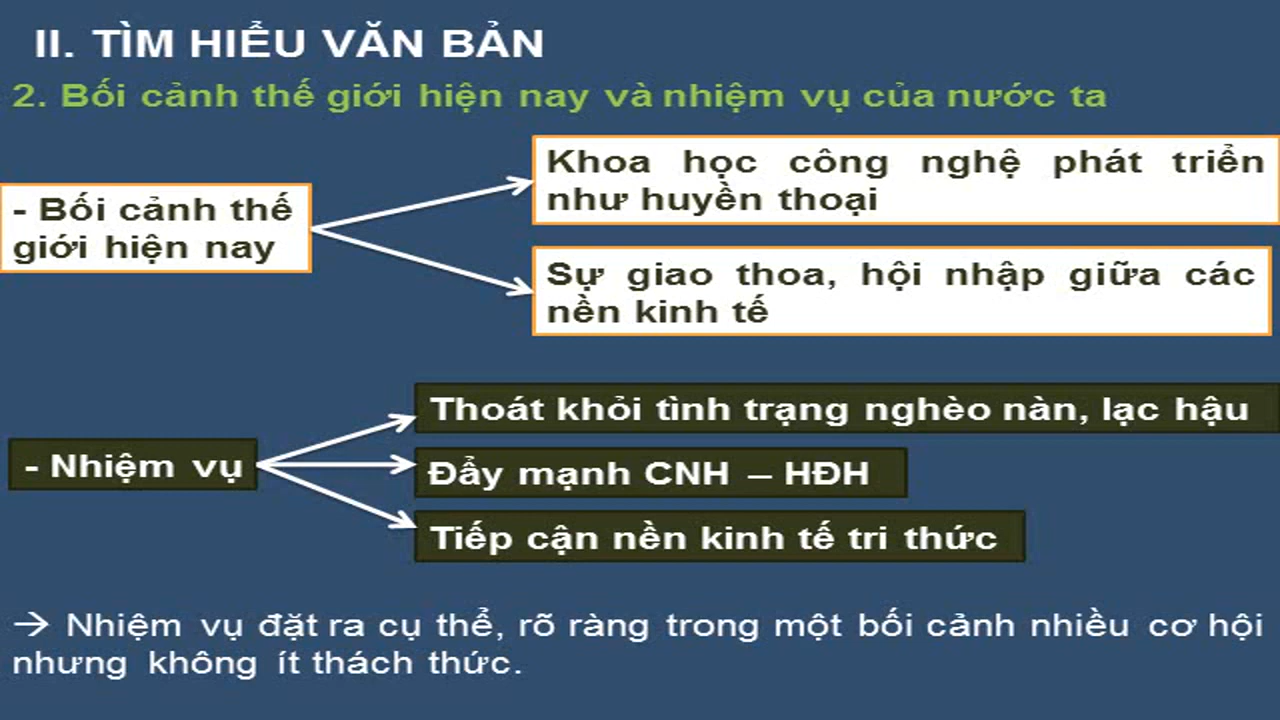 II. TÌM HIỂU VĂN BẢN
2. Bối cảnh thế giới hiện nay và nhiệm vụ của nước ta
- Bối cảnh thế
giới hiện nay
Khoa học công nghệ phát triển
như huyền thoại
Sự giao thoa, hội nhập giữa các
nền kinh tế
- Nhiệm vụ
Thoát khỏi tình trạng nghèo nàn, lạc hậu
Đẩy mạnh CNH – HĐH
Tiếp cận nền kinh tế tri thức
→ Nhiệm vụ đặt ra cụ thể, rõ ràng trong một bối cảnh nhiều cơ hội
nhưng không ít thách thức.